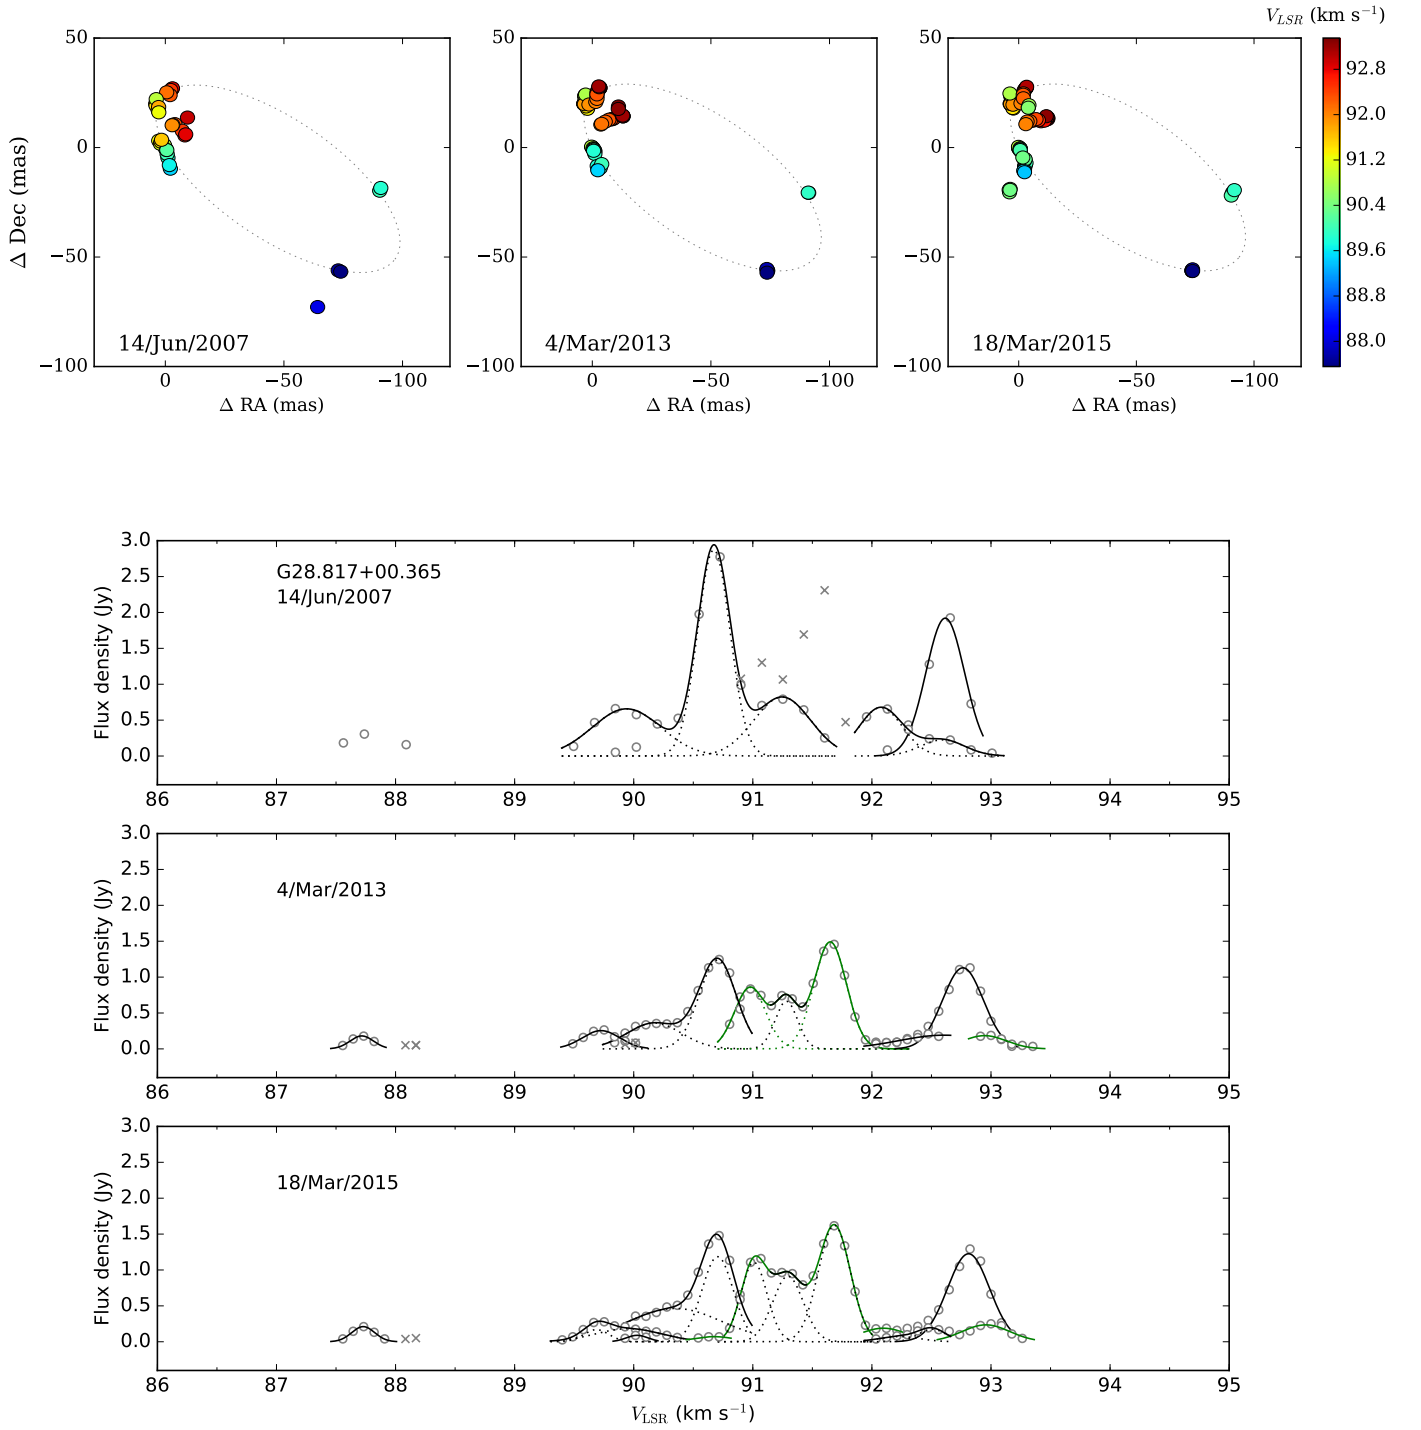 V_LSR (km s⁻¹)
50
0
−50
−100
Δ Dec (mas)
14/Jun/2007
0
−50
−100
Δ RA (mas)
50
0
−50
−100
4/Mar/2013
0
−50
−100
Δ RA (mas)
50
0
−50
−100
18/Mar/2015
0
−50
−100
Δ RA (mas)
92.8
92.0
91.2
90.4
89.6
88.8
88.0
3.0
2.5
2.0
1.5
1.0
0.5
0.0
Flux density (Jy)
G28.817+00.365
14/Jun/2007
86 87 88 89 90 91 92 93 94 95
3.0
2.5
2.0
1.5
1.0
0.5
0.0
Flux density (Jy)
4/Mar/2013
86 87 88 89 90 91 92 93 94 95
3.0
2.5
2.0
1.5
1.0
0.5
0.0
Flux density (Jy)
18/Mar/2015
86 87 88 89 90 91 92 93 94 95
V_LSR (km s⁻¹)